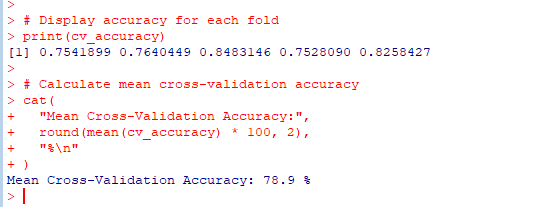 >
> # Display accuracy for each fold
> print(cv_accuracy)
[1] 0.7541899 0.7640449 0.8483146 0.7528090 0.8258427
>
> # Calculate mean cross-validation accuracy
> cat(
+   "Mean Cross-Validation Accuracy:",
+   round(mean(cv_accuracy) * 100, 2),
+   "%\n"
+ )
Mean Cross-Validation Accuracy: 78.9 %
>